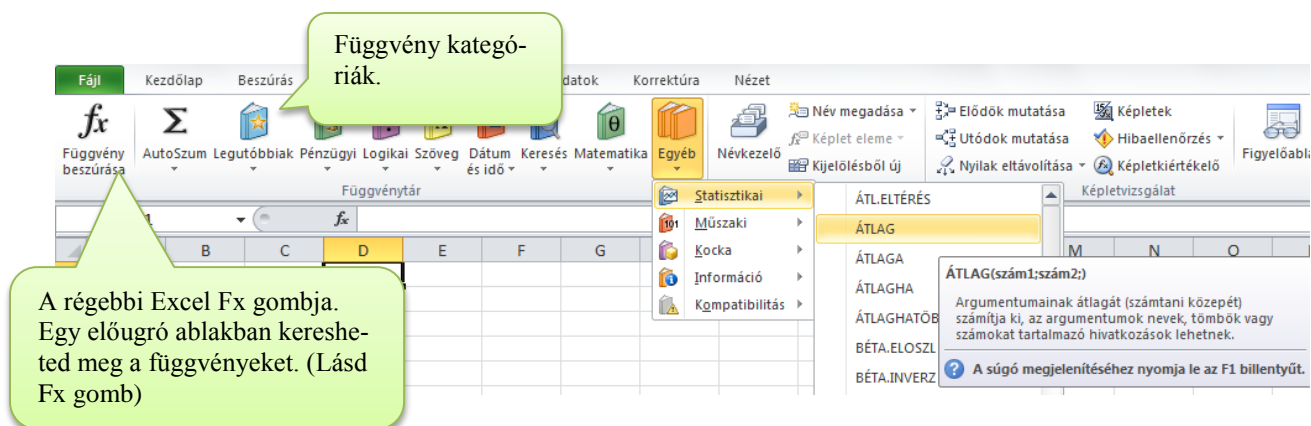 Függvény kategó-
riák.
Fájl Kezdőlap Beszúrás datok Korrektúra Nézet
fx Σ θ
Függvény beszúrása
AutoSzum Legutóbbiak Pénzügyi Logikai Szöveg Dátum és idő Keresés Matematika Egyéb
Névkezelő
Név megadása
Képlet eleme
Kijelölésből új
Elődök mutatása
Utódok mutatása
Nyilak eltávolítása
Képletek
Hibaellenőrzés
Képletkiértékelő
Figyelőabla
Függvénytár
Képletvizsgálat
1 fx
B C D E F G M N O
Statisztikai
Műszaki
Kocka
Információ
Kompatibilitás
ÁTL.ELTÉRÉS
ÁTLAG
ÁTLAGA
ÁTLAGHA
ÁTLAGHATÖB
BÉTA.ELOSZL
BÉTA.INVERZ
ÁTLAG(szám1;szám2;)
Argumentumainak átlagát (számtani közepét)
számítja ki, az argumentumok nevek, tömbök vagy
számokat tartalmazó hivatkozások lehetnek.
A súgó megjelenítéséhez nyomja le az F1 billentyűt.
A régebbi Excel Fx gombja.
Egy előugró ablakban kereshe-
ted meg a függvényeket. (Lásd
Fx gomb)